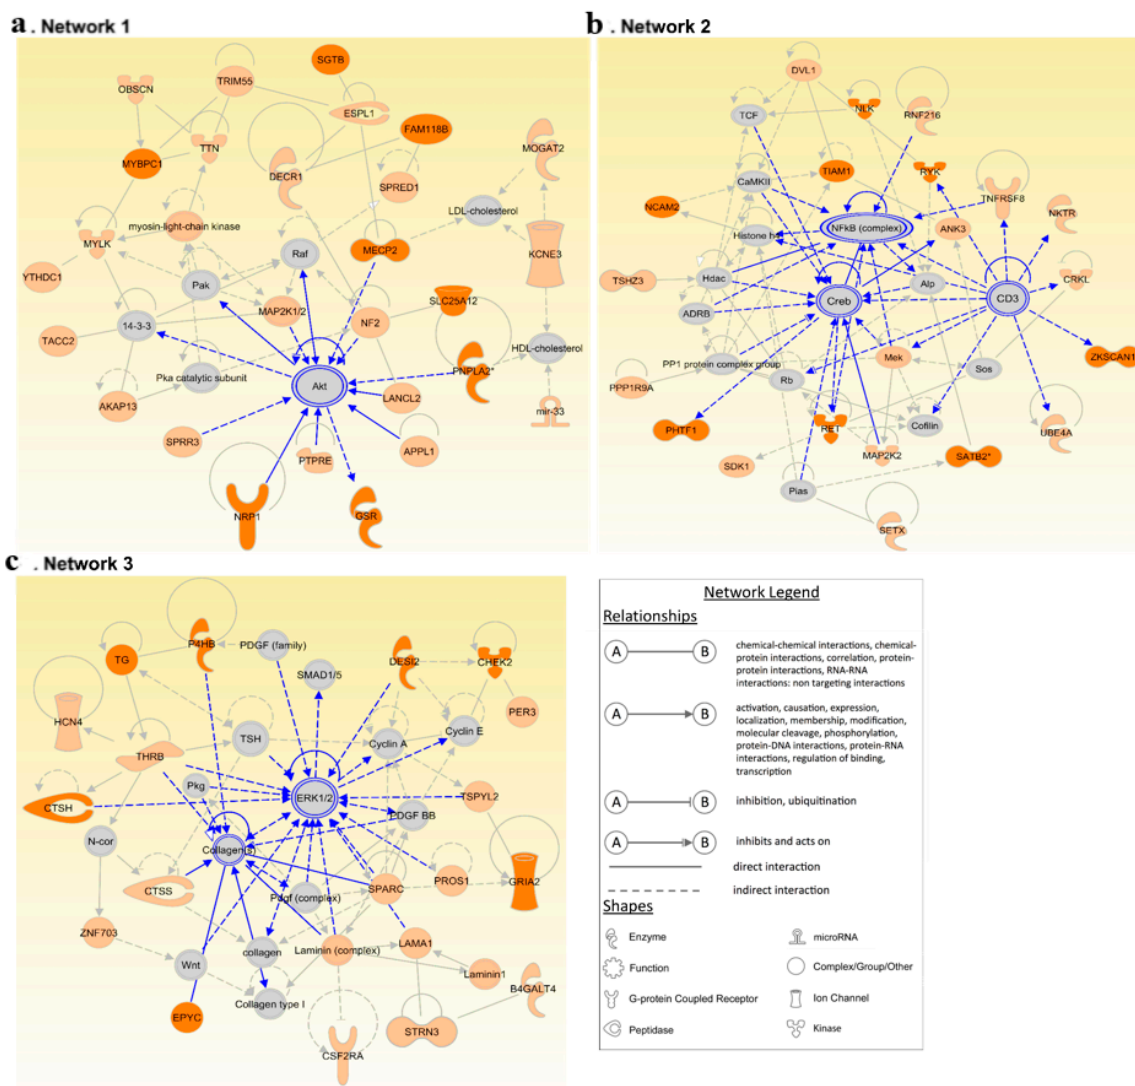 a . Network 1
SGTB
OBSCN
TRIM55
ESPL1
FAM118B
MOGAT2
MYBPC1
TTN
DECR1
SPRED1
LDL-cholesterol
myosin-light-chain kinase
MYLK
Raf
MECP2
KCNE3
YTHDC1
Pak
SLC25A12
MAP2K1/2
NF2
14-3-3
TACC2
HDL-cholesterol
Pka catalytic subunit
PNPLA2*
Akt
LANCL2
AKAP13
mir-33
SPRR3
APPL1
PTPRE
NRP1
GSR
b . Network 2
DVL1
NLK
TCF
RNF216
CaMKII
TIAM1
RYK
NCAM2
TNFRSF8
NKTR
Histone h3
NFkB (complex)
ANK3
TSHZ3
Hdac
Alp
CRKL
Creb
CD3
ADRB
ZKSCAN1
Mek
PP1 protein complex group
Sos
Rb
PPP1R9A
PHTF1
RET
Cofilin
UBE4A
SDK1
MAP2K2
SATB2*
Pias
SETX
c . Network 3
P4HB
PDGF (family)
TG
DESI2
CHEK2
SMAD1/5
HCN4
PER3
TSH
Cyclin A
Cyclin E
THRB
Pkg
CTSH
ERK1/2
TSPYL2
PDGF BB
N-cor
Collagen(s)
CTSS
SPARC
PROS1
GRIA2
Pdgf (complex)
ZNF703
Wnt
collagen
Laminin (complex)
LAMA1
Laminin1
B4GALT4
Collagen type I
EPYC
STRN3
CSF2RA
Network Legend
Relationships
A B
chemical-chemical interactions, chemical-
protein interactions, correlation, protein-
protein interactions, RNA-RNA
interactions: non targeting interactions
A B
activation, causation, expression,
localization, membership, modification,
molecular cleavage, phosphorylation,
protein-DNA interactions, protein-RNA
interactions, regulation of binding,
transcription
A B
inhibition, ubiquitination
A B
inhibits and acts on
direct interaction
indirect interaction
Shapes
Enzyme
microRNA
Function
Complex/Group/Other
G-protein Coupled Receptor
Ion Channel
Peptidase
Kinase